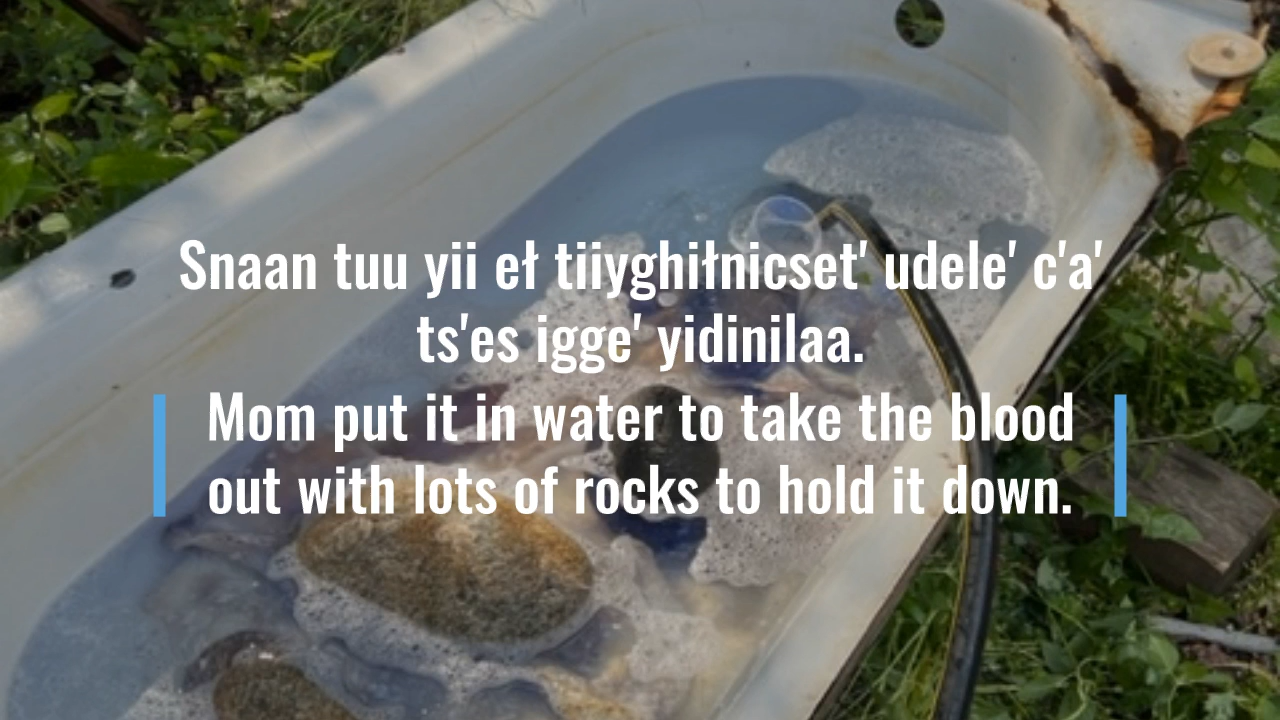 Snaan tuu yii eł tiiyghiłnicset' udele' c'a'
ts'es igge' yidinilaa.
Mom put it in water to take the blood
out with lots of rocks to hold it down.